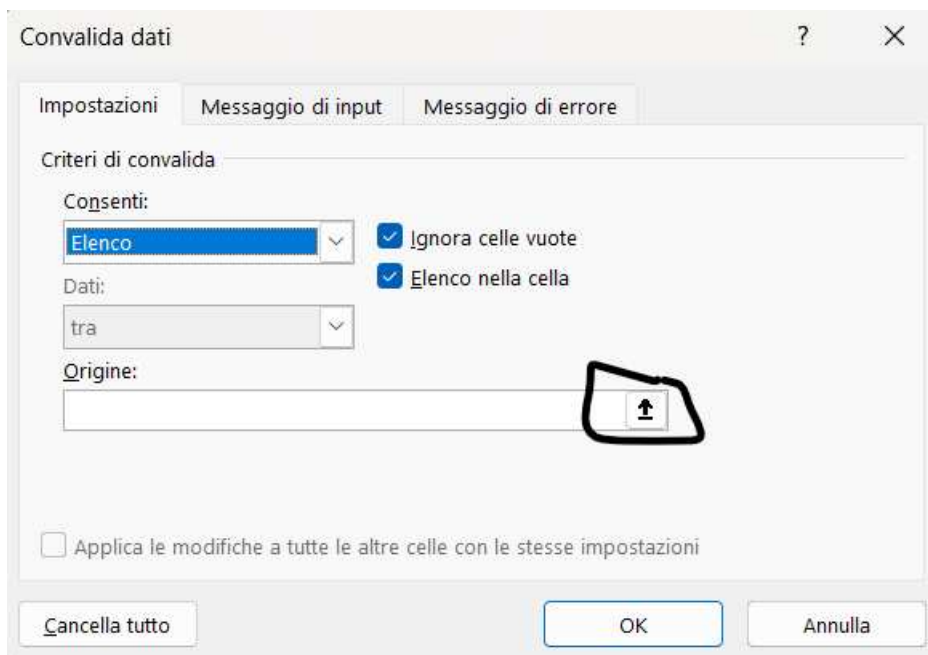 Convalida dati ?
Impostazioni Messaggio di input Messaggio di errore
Criteri di convalida
Consenti:
Elenco Ignora celle vuote
Elenco nella cella
Dati:
tra
Origine:
Applica le modifiche a tutte le altre celle con le stesse impostazioni
Cancella tutto OK Annulla